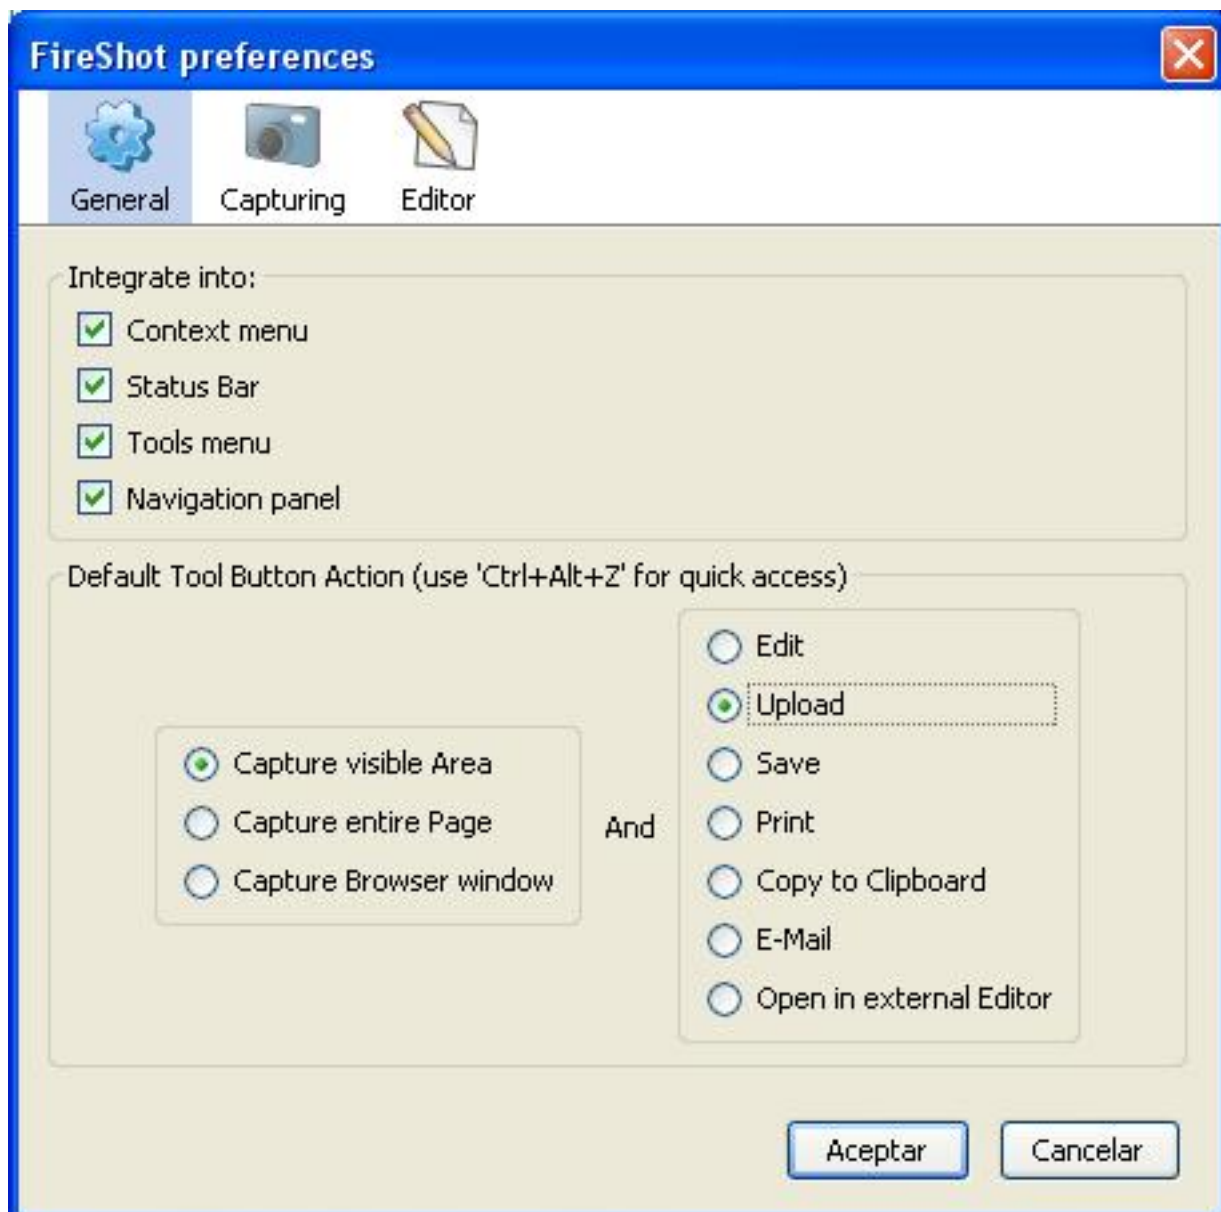 FireShot preferences
General Capturing Editor
Integrate into:
Context menu
Status Bar
Tools menu
Navigation panel
Default Tool Button Action (use 'Ctrl+Alt+Z' for quick access)
Capture visible Area
Capture entire Page
Capture Browser window
And
Edit
Upload
Save
Print
Copy to Clipboard
E-Mail
Open in external Editor
Aceptar Cancelar